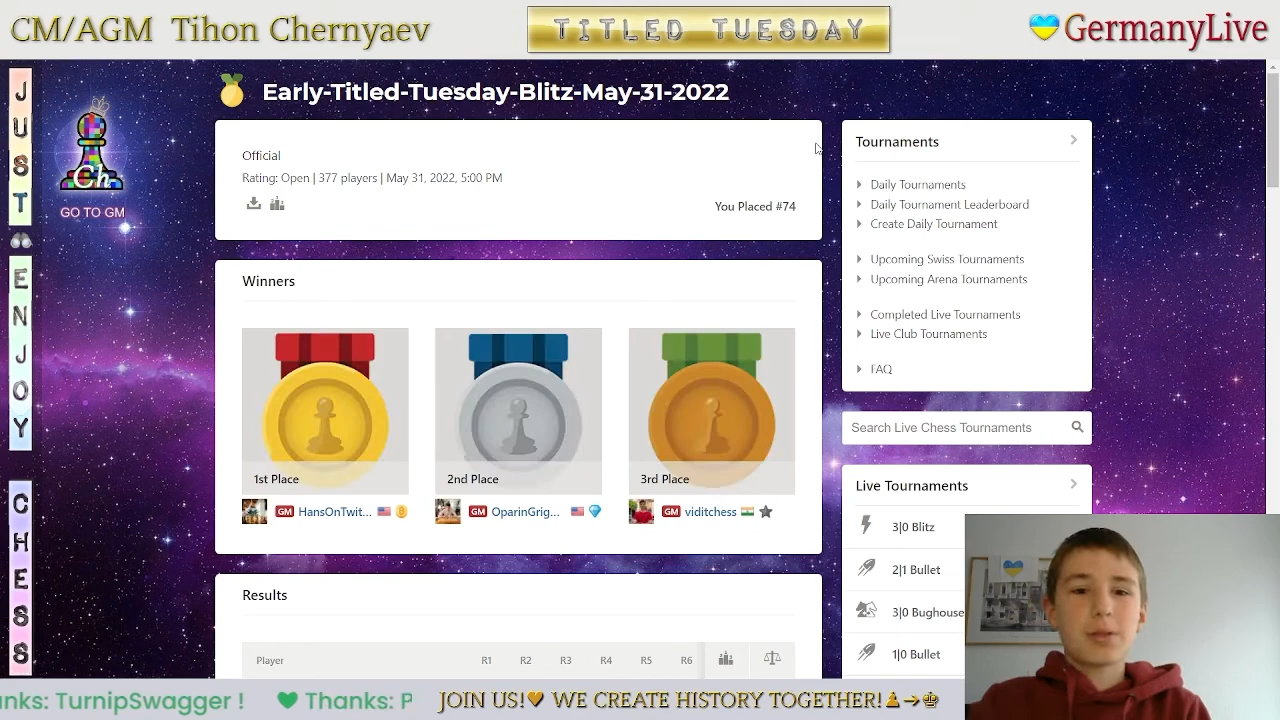 CM/AGM Tihon Chernyaev
TITLED TUESDAY
GermanyLive
JUST
ENJOY
CHESS
Ch
GO TO GM
Early-Titled-Tuesday-Blitz-May-31-2022
Official
Rating: Open | 377 players | May 31, 2022, 5:00 PM
You Placed #74
Winners
1st Place
2nd Place
3rd Place
GM HansOnTwit...
GM OparinGrig...
GM viditchess
Results
Player R1 R2 R3 R4 R5 R6
Tournaments
Daily Tournaments
Daily Tournament Leaderboard
Create Daily Tournament
Upcoming Swiss Tournaments
Upcoming Arena Tournaments
Completed Live Tournaments
Live Club Tournaments
FAQ
Search Live Chess Tournaments
Live Tournaments
3|0 Blitz
2|1 Bullet
3|0 Bughouse
1|0 Bullet
anks: TurnipSwagger ! Thanks: P
JOIN US! WE CREATE HISTORY TOGETHER!